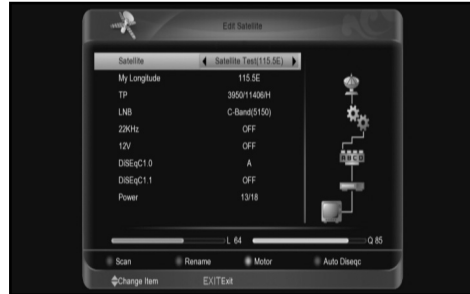 Edit Satellite
Satellite Satellite Test(115.5E)
My Longitude 115.5E
TP 3950/11406/H
LNB C-Band(5150)
22KHz OFF
12V OFF
DiSEqC1.0 A
DiSEqC1.1 OFF
Power 13/18
A B C D
L 64 Q 85
Scan Rename Motor Auto Diseqc
Change Item EXITExit